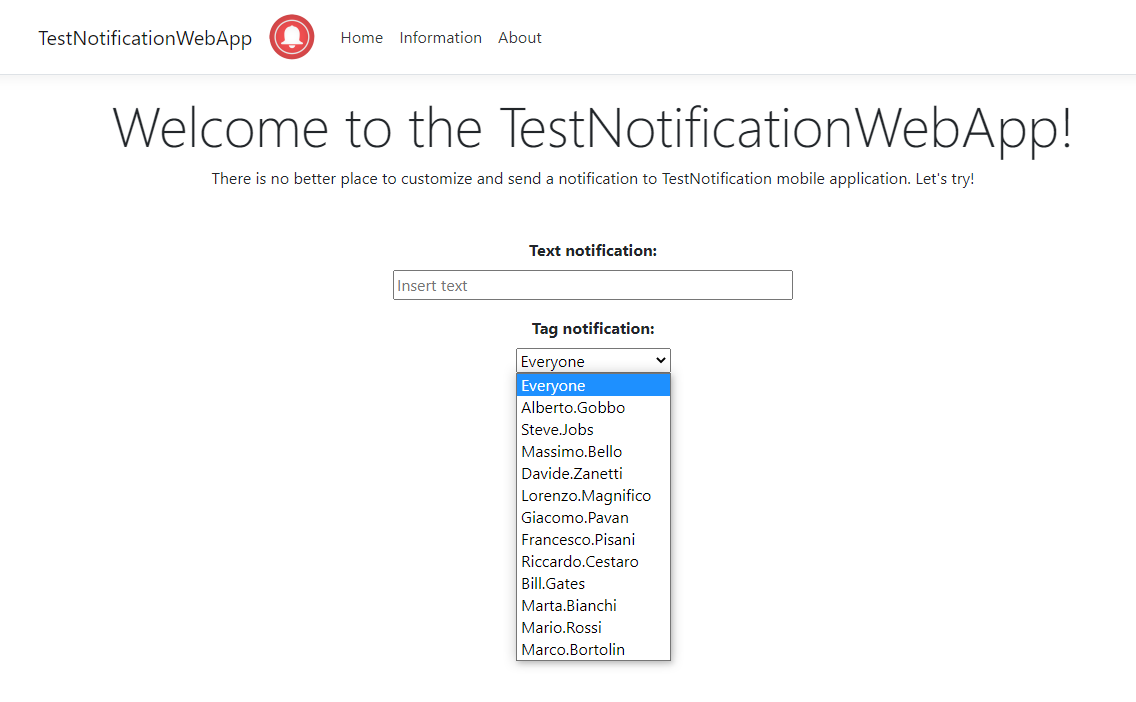 TestNotificationWebApp Home Information About
Welcome to the TestNotificationWebApp!
There is no better place to customize and send a notification to TestNotification mobile application. Let's try!
Text notification:
Insert text
Tag notification:
Everyone
Everyone
Alberto.Gobbo
Steve.Jobs
Massimo.Bello
Davide.Zanetti
Lorenzo.Magnifico
Giacomo.Pavan
Francesco.Pisani
Riccardo.Cestaro
Bill.Gates
Marta.Bianchi
Mario.Rossi
Marco.Bortolin